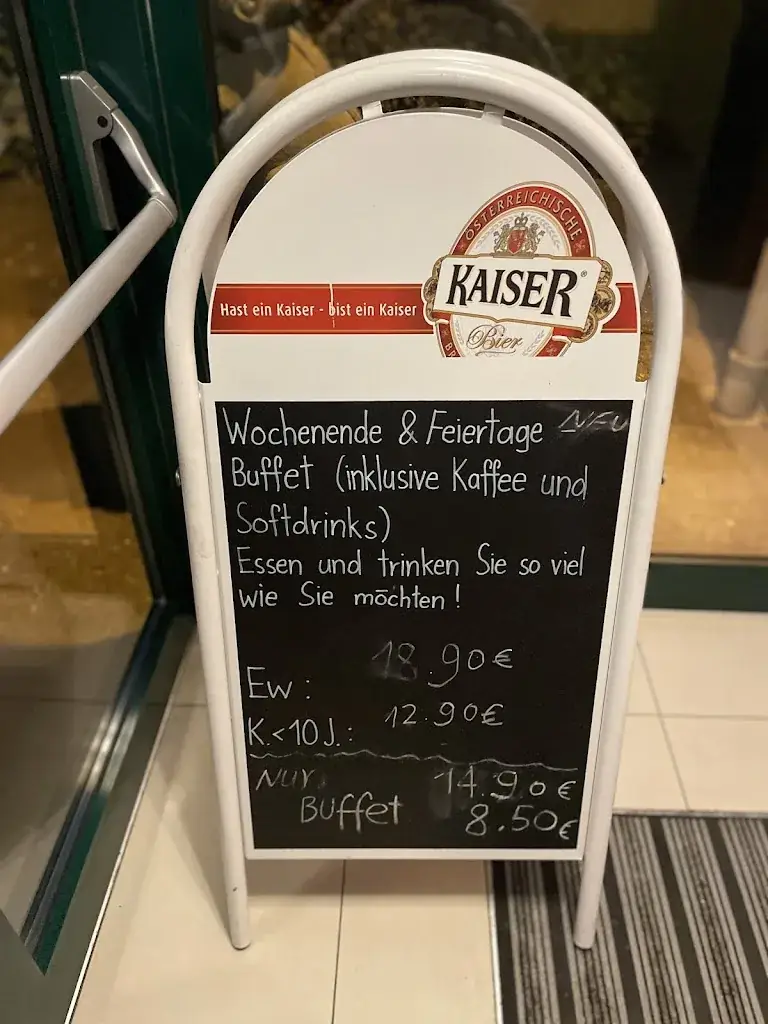 ÖSTERREICHISCHE
KAISER®
Hast ein Kaiser - bist ein Kaiser
Bier
Wochenende & Feiertage NEU
Buffet (inklusive Kaffee und
Softdrinks)
Essen und trinken Sie so viel
wie Sie möchten!
Ew: 18.90€
K.<10J.: 12.90€
NUR 14.90€
Buffet 8.50€